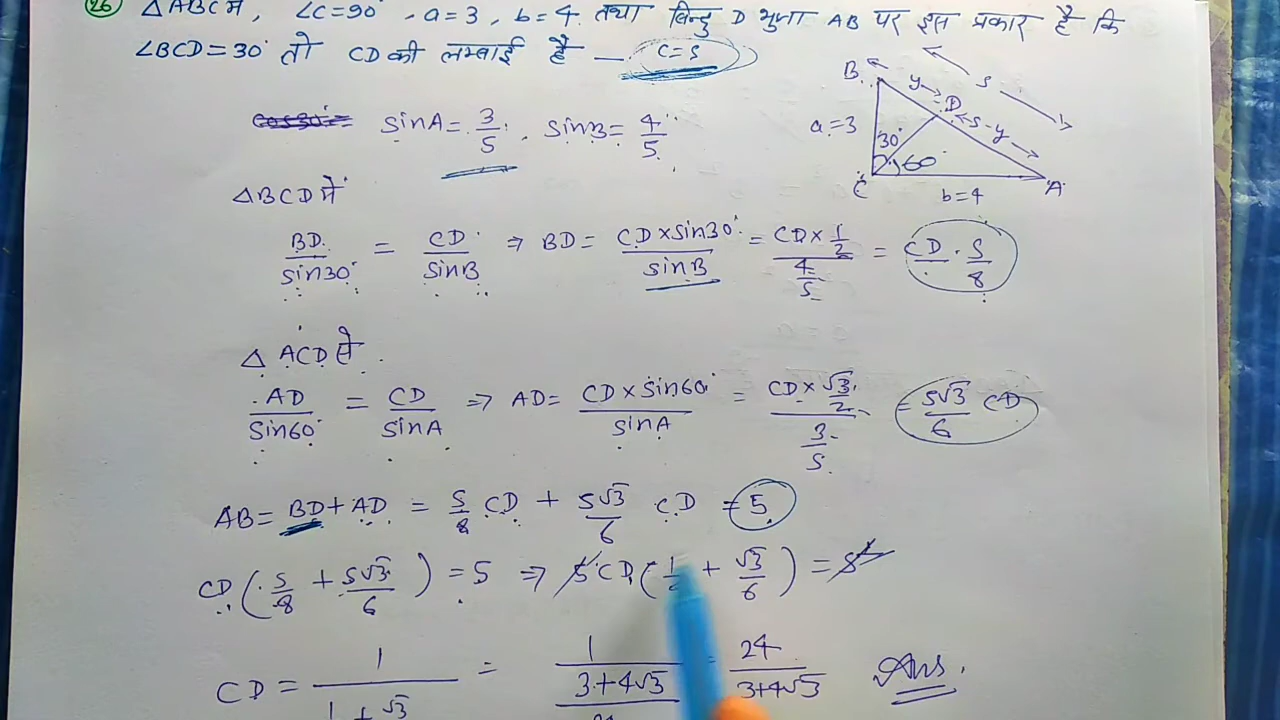 26 △ABC में, ∠C=90°, a=3, b=4 तथा बिन्दु D भुजा AB पर इस प्रकार है कि
∠BCD=30° तो CD की लम्बाई है — C=5
sinA = 3/5, sinB = 4/5
B y D 5
a=3 30° 5-y
60°
C b=4 A
△BCD में
BD/sin30° = CD/sinB ⇒ BD = CD×sin30°/sinB = (CD×1/2)/(4/5) = CD·5/8
△ACD से
AD/sin60° = CD/sinA ⇒ AD = CD×sin60°/sinA = (CD×√3/2)/(3/5) = 5√3/6 CD
AB = BD+AD = 5/8 CD + 5√3/6 CD = 5
CD(5/8 + 5√3/6) = 5 ⇒ 5CD(1/ + √3/6) = 5
CD = 1/(1 + √3 = 1/(3+4√3 = 24/(3+4√3) Ans.